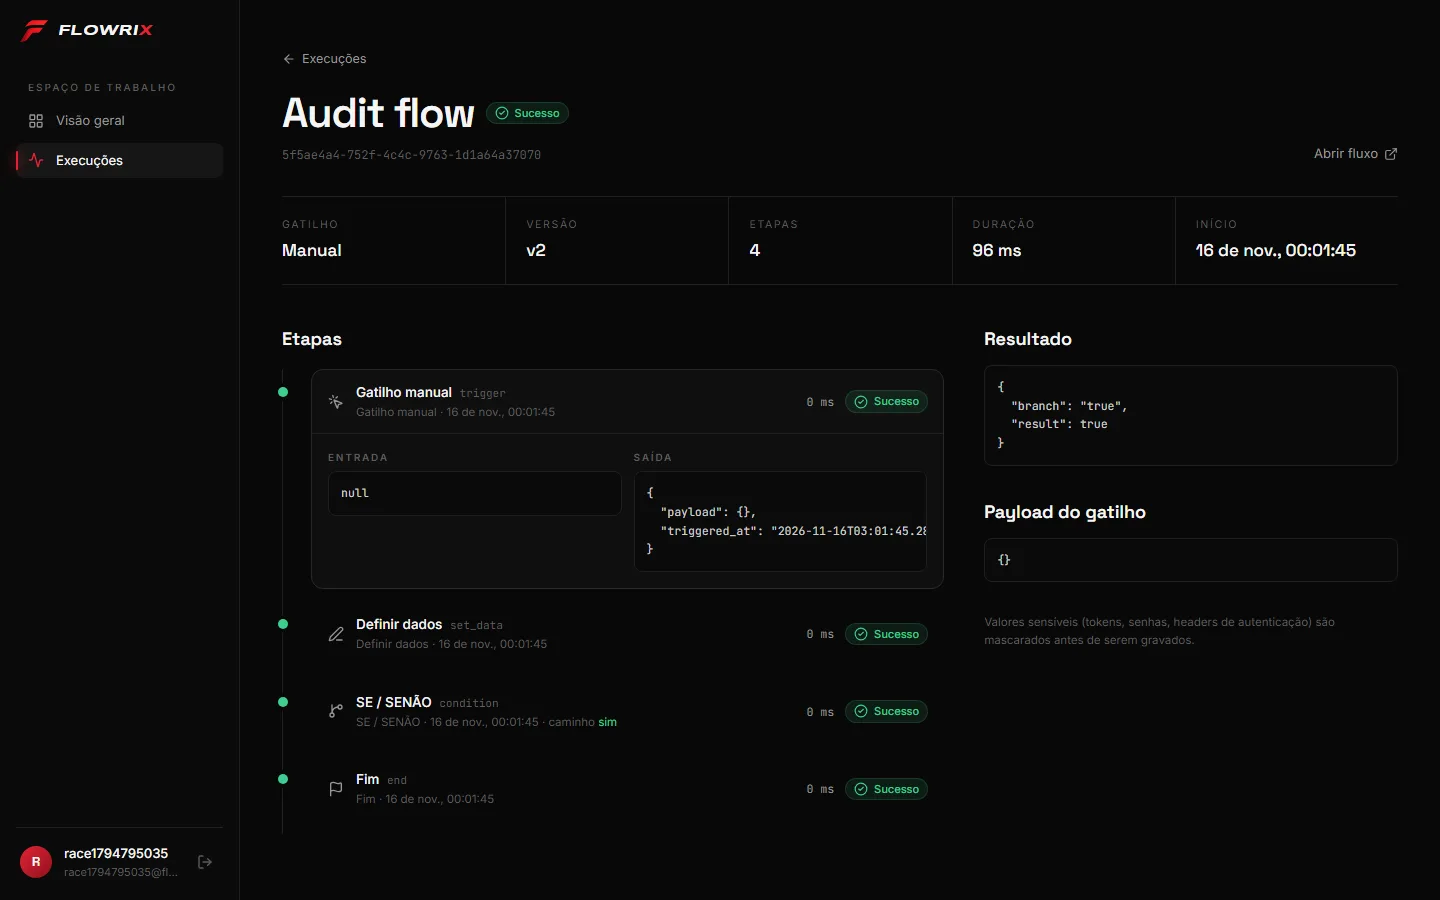 FLOWRIX
ESPAÇO DE TRABALHO
Visão geral
Execuções
Execuções
Audit flow
Sucesso
5f5ae4a4-752f-4c4c-9763-1d1a64a37070
Abrir fluxo
GATILHO
Manual
VERSÃO
v2
ETAPAS
4
DURAÇÃO
96 ms
INÍCIO
16 de nov., 00:01:45
Etapas
Gatilho manual trigger
Gatilho manual · 16 de nov., 00:01:45
0 ms
Sucesso
ENTRADA
null
SAÍDA
{
"payload": {},
"triggered_at": "2026-11-16T03:01:45.28
}
Definir dados set_data
Definir dados · 16 de nov., 00:01:45
0 ms
Sucesso
SE / SENÃO condition
SE / SENÃO · 16 de nov., 00:01:45 · caminho sim
0 ms
Sucesso
Fim end
Fim · 16 de nov., 00:01:45
0 ms
Sucesso
Resultado
{
"branch": "true",
"result": true
}
Payload do gatilho
{}
Valores sensíveis (tokens, senhas, headers de autenticação) são
mascarados antes de serem gravados.
R
race1794795035
race1794795035@fl...